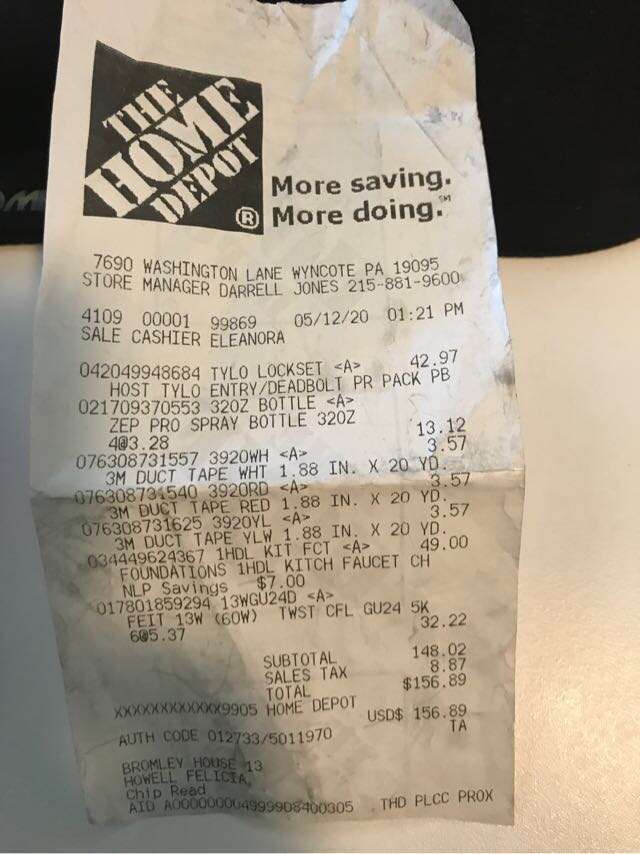 THE
HOME
DEPOT
®
More saving.
More doing.℠
7690 WASHINGTON LANE WYNCOTE PA 19095
STORE MANAGER DARRELL JONES 215-881-9600
4109 00001 99869 05/12/20 01:21 PM
SALE CASHIER ELEANORA
042049948684 TYLO LOCKSET <A> 42.97
HOST TYLO ENTRY/DEADBOLT PR PACK PB
021709370553 32OZ BOTTLE <A>
ZEP PRO SPRAY BOTTLE 32OZ
4@3.28 13.12
076308731557 3920WH <A> 3.57
3M DUCT TAPE WHT 1.88 IN. X 20 YD.
076308731540 3920RD <A> 3.57
3M DUCT TAPE RED 1.88 IN. X 20 YD.
076308731625 3920YL <A> 3.57
3M DUCT TAPE YLW 1.88 IN. X 20 YD.
034449624367 1HDL KIT FCT <A> 49.00
FOUNDATIONS 1HDL KITCH FAUCET CH
NLP Savings $7.00
017801859294 13WGU24D <A>
FEIT 13W (60W) TWST CFL GU24 5K
6@5.37 32.22
SUBTOTAL 148.02
SALES TAX 8.87
TOTAL $156.89
XXXXXXXXXXXX9905 HOME DEPOT
USD$ 156.89
AUTH CODE 012733/5011970 TA
BROMLEY HOUSE 13
HOWELL FELICIA
Chip Read
AID A000000004999908400305 THD PLCC PROX